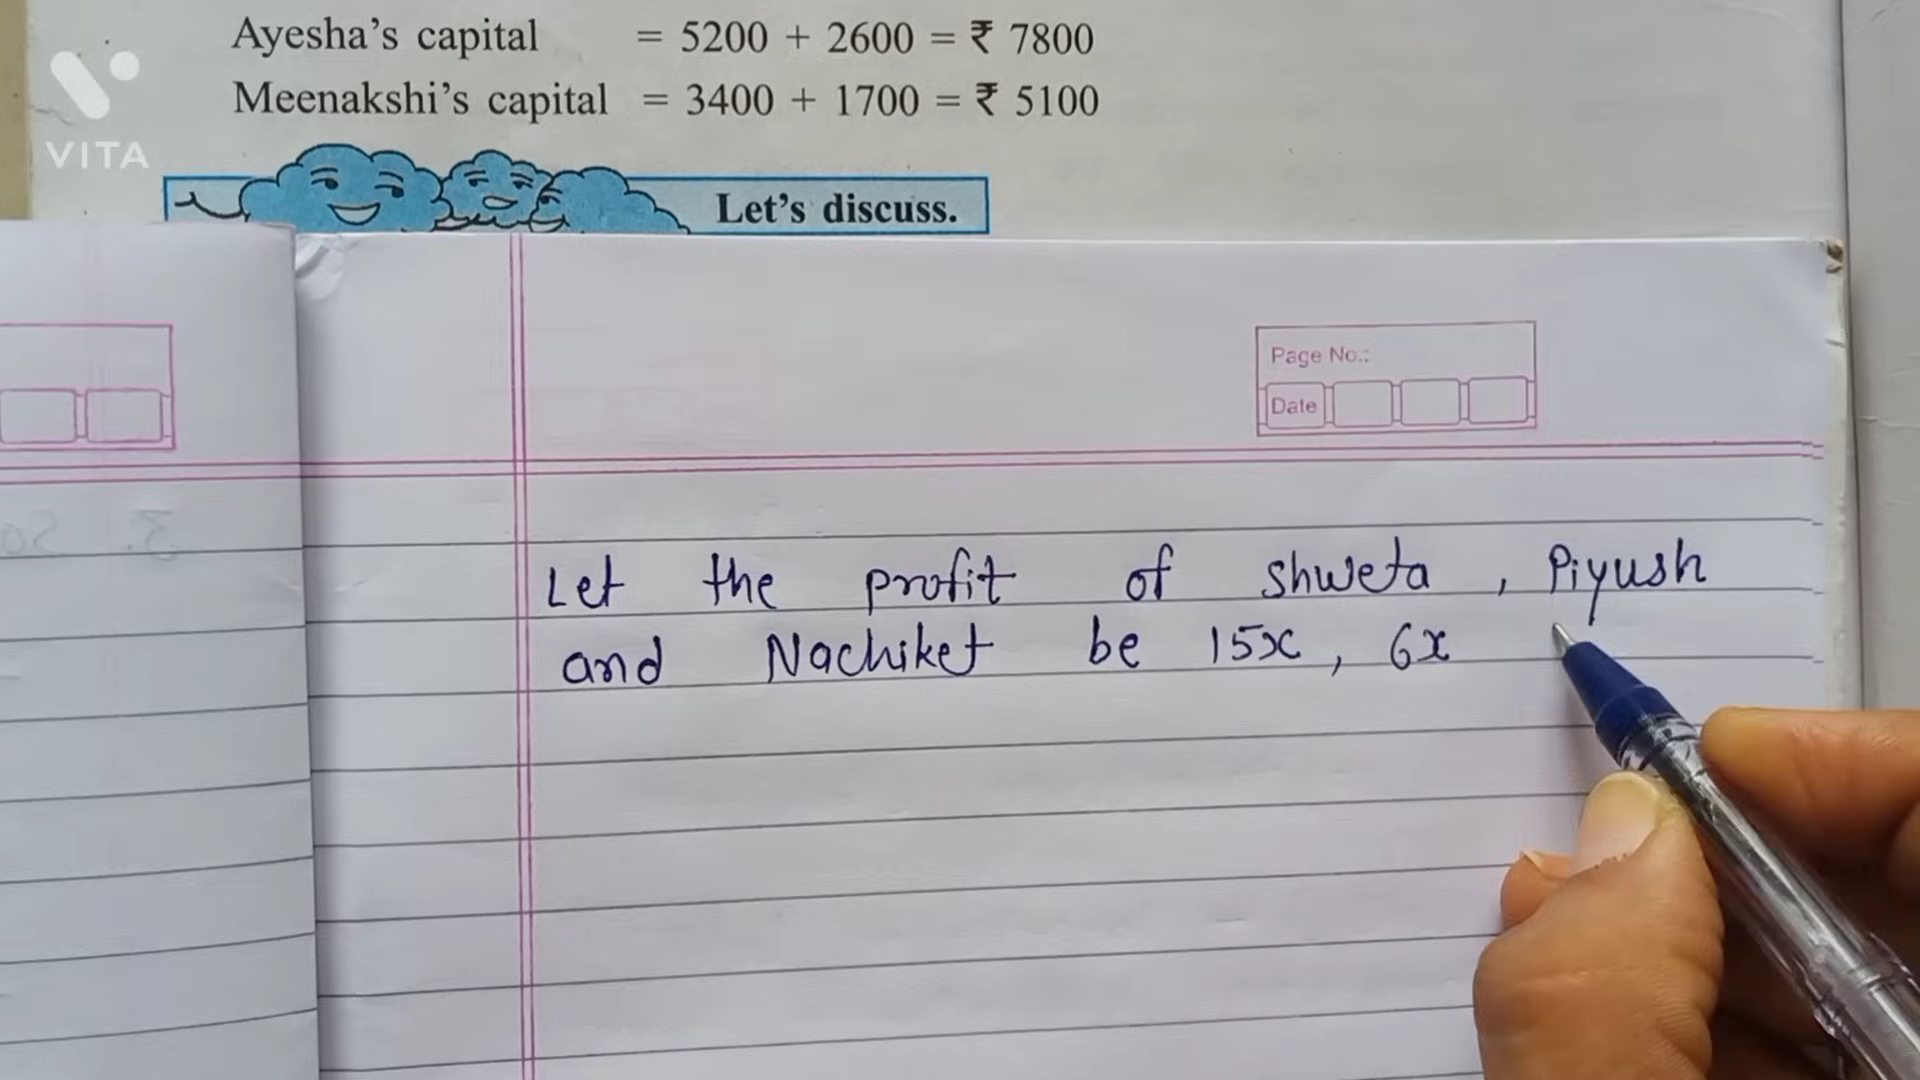 Ayesha's capital = 5200 + 2600 = ₹ 7800
Meenakshi's capital = 3400 + 1700 = ₹ 5100
VITA
Let's discuss.
Page No.:
Date
Let the profit of Shweta , Piyush
and Nachiket be 15x , 6x